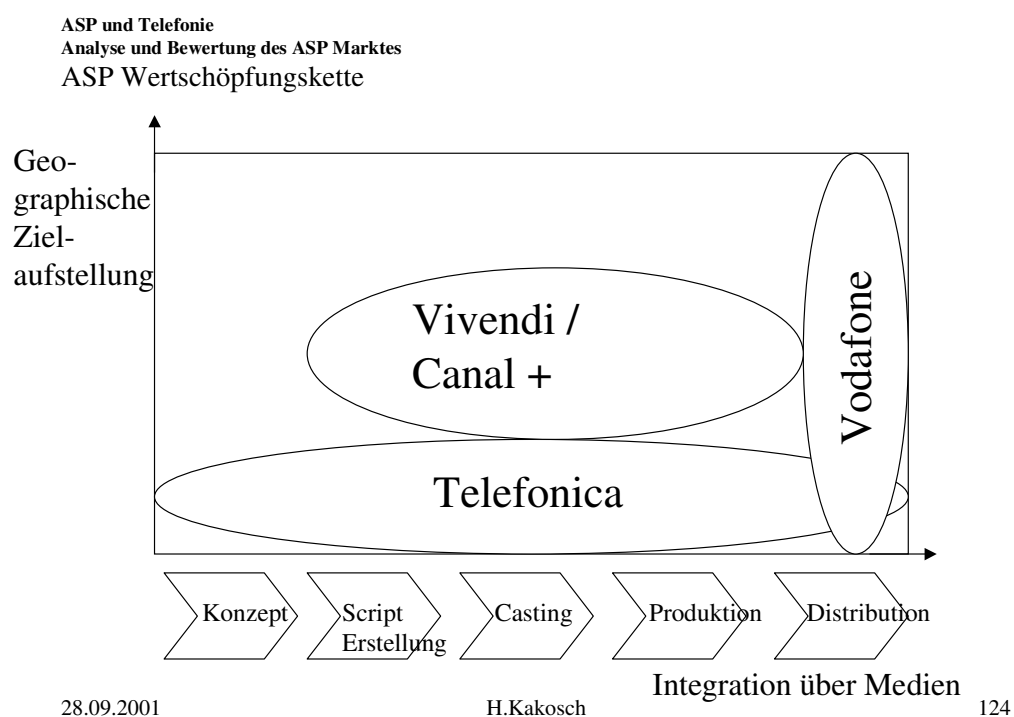 ASP und Telefonie
Analyse und Bewertung des ASP Marktes
ASP Wertschöpfungskette
Geo-
graphische
Ziel-
aufstellung
Vivendi /
Canal +
Vodafone
Telefonica
Konzept
Script
Erstellung
Casting
Produktion
Distribution
Integration über Medien
28.09.2001
H.Kakosch
124